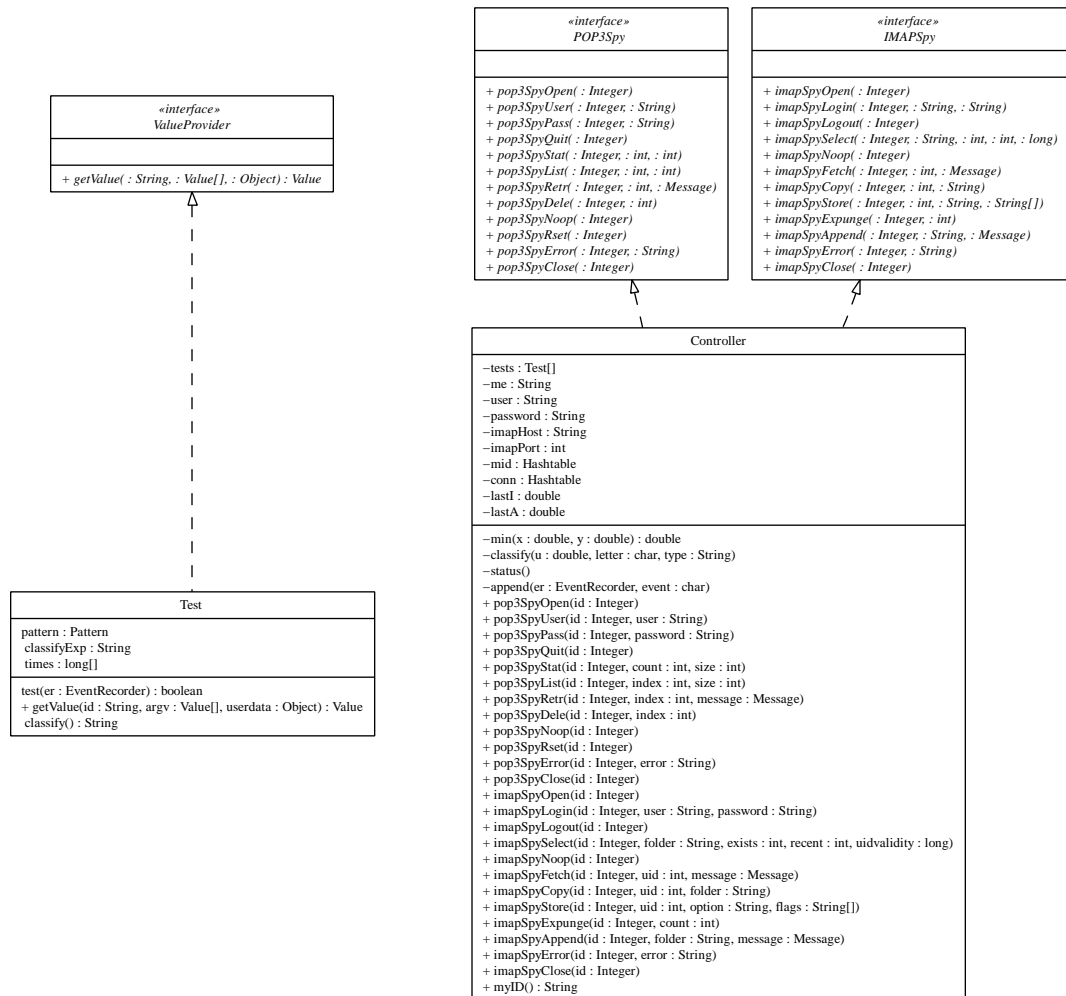 «interface»
POP3Spy
+ pop3SpyOpen( : Integer)
+ pop3SpyUser( : Integer, : String)
+ pop3SpyPass( : Integer, : String)
+ pop3SpyQuit( : Integer)
+ pop3SpyStat( : Integer, : int, : int)
+ pop3SpyList( : Integer, : int, : int)
+ pop3SpyRetr( : Integer, : int, : Message)
+ pop3SpyDele( : Integer, : int)
+ pop3SpyNoop( : Integer)
+ pop3SpyRset( : Integer)
+ pop3SpyError( : Integer, : String)
+ pop3SpyClose( : Integer)
«interface»
IMAPSpy
+ imapSpyOpen( : Integer)
+ imapSpyLogin( : Integer, : String, : String)
+ imapSpyLogout( : Integer)
+ imapSpySelect( : Integer, : String, : int, : int, : long)
+ imapSpyNoop( : Integer)
+ imapSpyFetch( : Integer, : int, : Message)
+ imapSpyCopy( : Integer, : int, : String)
+ imapSpyStore( : Integer, : int, : String, : String[])
+ imapSpyExpunge( : Integer, : int)
+ imapSpyAppend( : Integer, : String, : Message)
+ imapSpyError( : Integer, : String)
+ imapSpyClose( : Integer)
«interface»
ValueProvider
+ getValue( : String, : Value[], : Object) : Value
Controller
−tests : Test[]
−me : String
−user : String
−password : String
−imapHost : String
−imapPort : int
−mid : Hashtable
−conn : Hashtable
−lastI : double
−lastA : double
−min(x : double, y : double) : double
−classify(u : double, letter : char, type : String)
−status()
−append(er : EventRecorder, event : char)
+ pop3SpyOpen(id : Integer)
+ pop3SpyUser(id : Integer, user : String)
+ pop3SpyPass(id : Integer, password : String)
+ pop3SpyQuit(id : Integer)
+ pop3SpyStat(id : Integer, count : int, size : int)
+ pop3SpyList(id : Integer, index : int, size : int)
+ pop3SpyRetr(id : Integer, index : int, message : Message)
+ pop3SpyDele(id : Integer, index : int)
+ pop3SpyNoop(id : Integer)
+ pop3SpyRset(id : Integer)
+ pop3SpyError(id : Integer, error : String)
+ pop3SpyClose(id : Integer)
+ imapSpyOpen(id : Integer)
+ imapSpyLogin(id : Integer, user : String, password : String)
+ imapSpyLogout(id : Integer)
+ imapSpySelect(id : Integer, folder : String, exists : int, recent : int, uidvalidity : long)
+ imapSpyNoop(id : Integer)
+ imapSpyFetch(id : Integer, uid : int, message : Message)
+ imapSpyCopy(id : Integer, uid : int, folder : String)
+ imapSpyStore(id : Integer, uid : int, option : String, flags : String[])
+ imapSpyExpunge(id : Integer, count : int)
+ imapSpyAppend(id : Integer, folder : String, message : Message)
+ imapSpyError(id : Integer, error : String)
+ imapSpyClose(id : Integer)
+ myID() : String
Test
pattern : Pattern
classifyExp : String
times : long[]
test(er : EventRecorder) : boolean
+ getValue(id : String, argv : Value[], userdata : Object) : Value
classify() : String